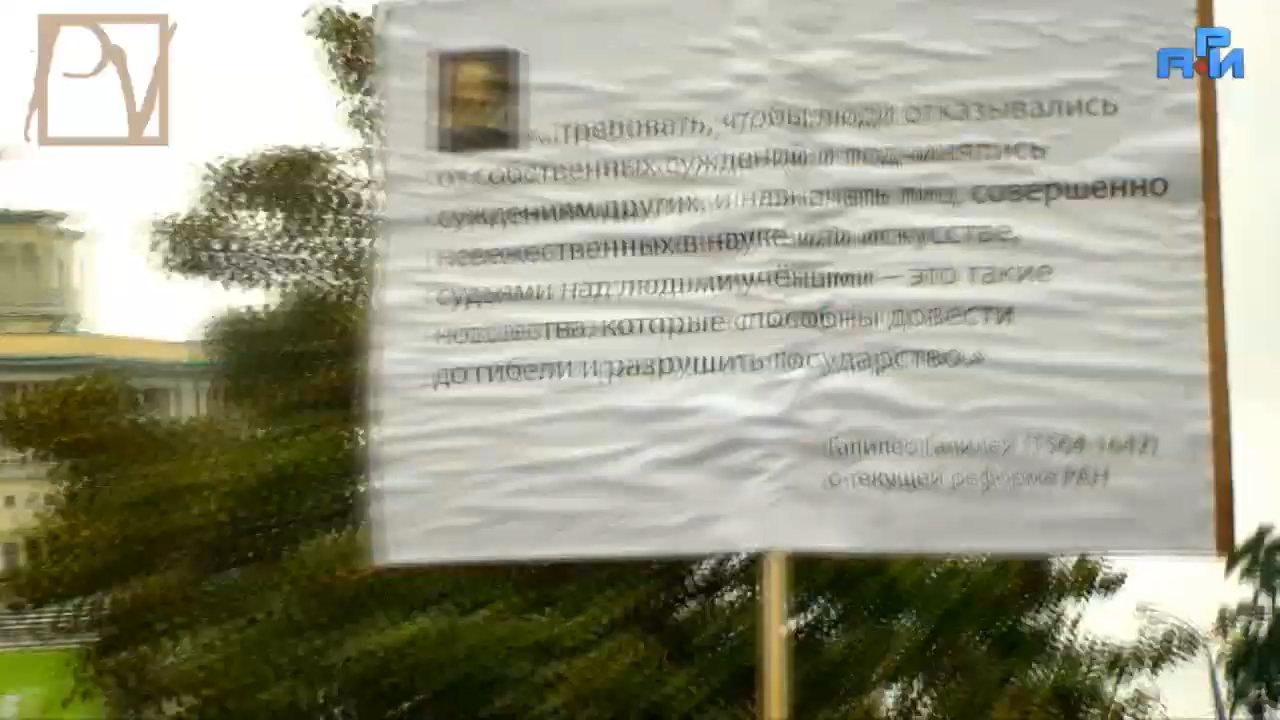 АРИ
«...требовать, чтобы люди отказывались
от собственных суждений и подчинялись
суждениям других, и назначать лиц, совершенно
невежественных в науке или искусстве,
судьями над людьми учёными — это такие
новшества, которые способны довести
до гибели и разрушить государство.»
Галилео Галилей (1564-1642)
о текущей реформе РАН